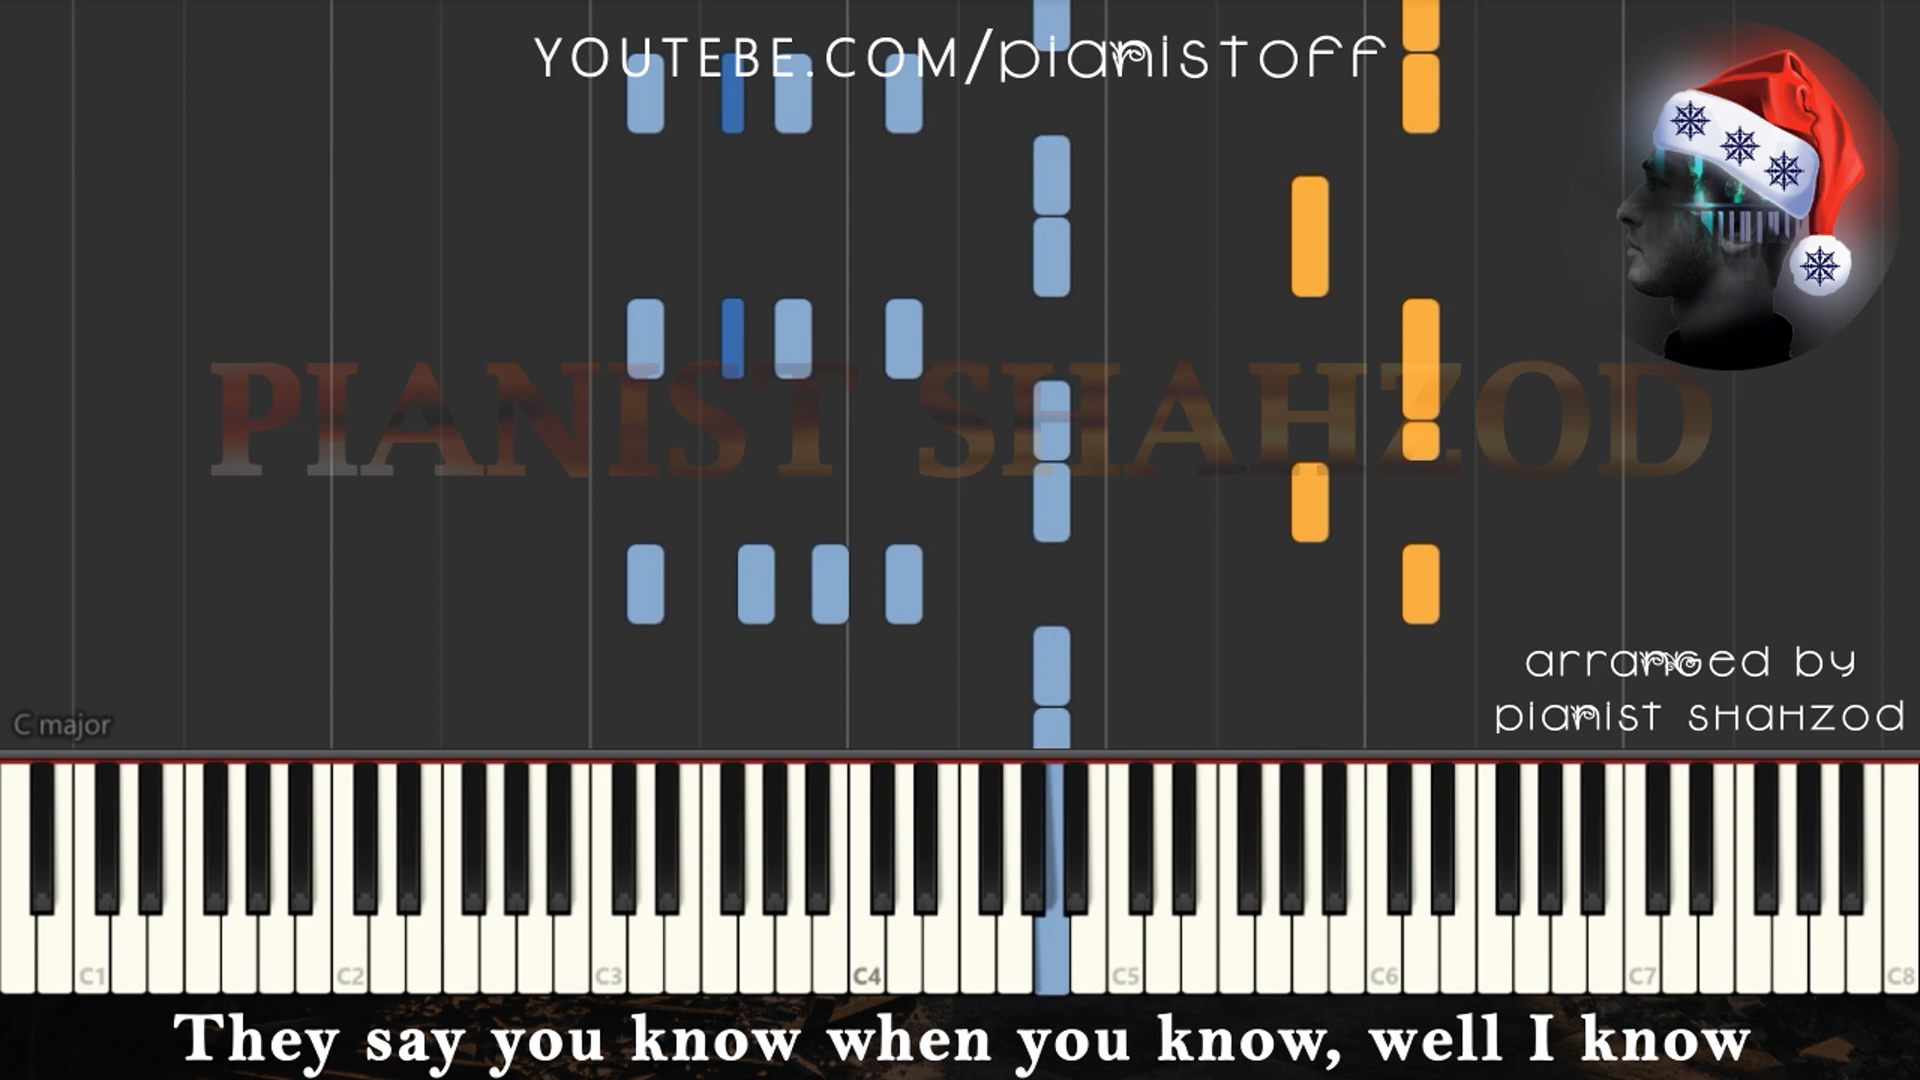 YOUTEBE.COM/pianistoff
PIANIST SHAHZOD
arranged by
pianist shahzod
C major
C1 C2 C3 C4 C5 C6 C7 C8
They say you know when you know, well I know